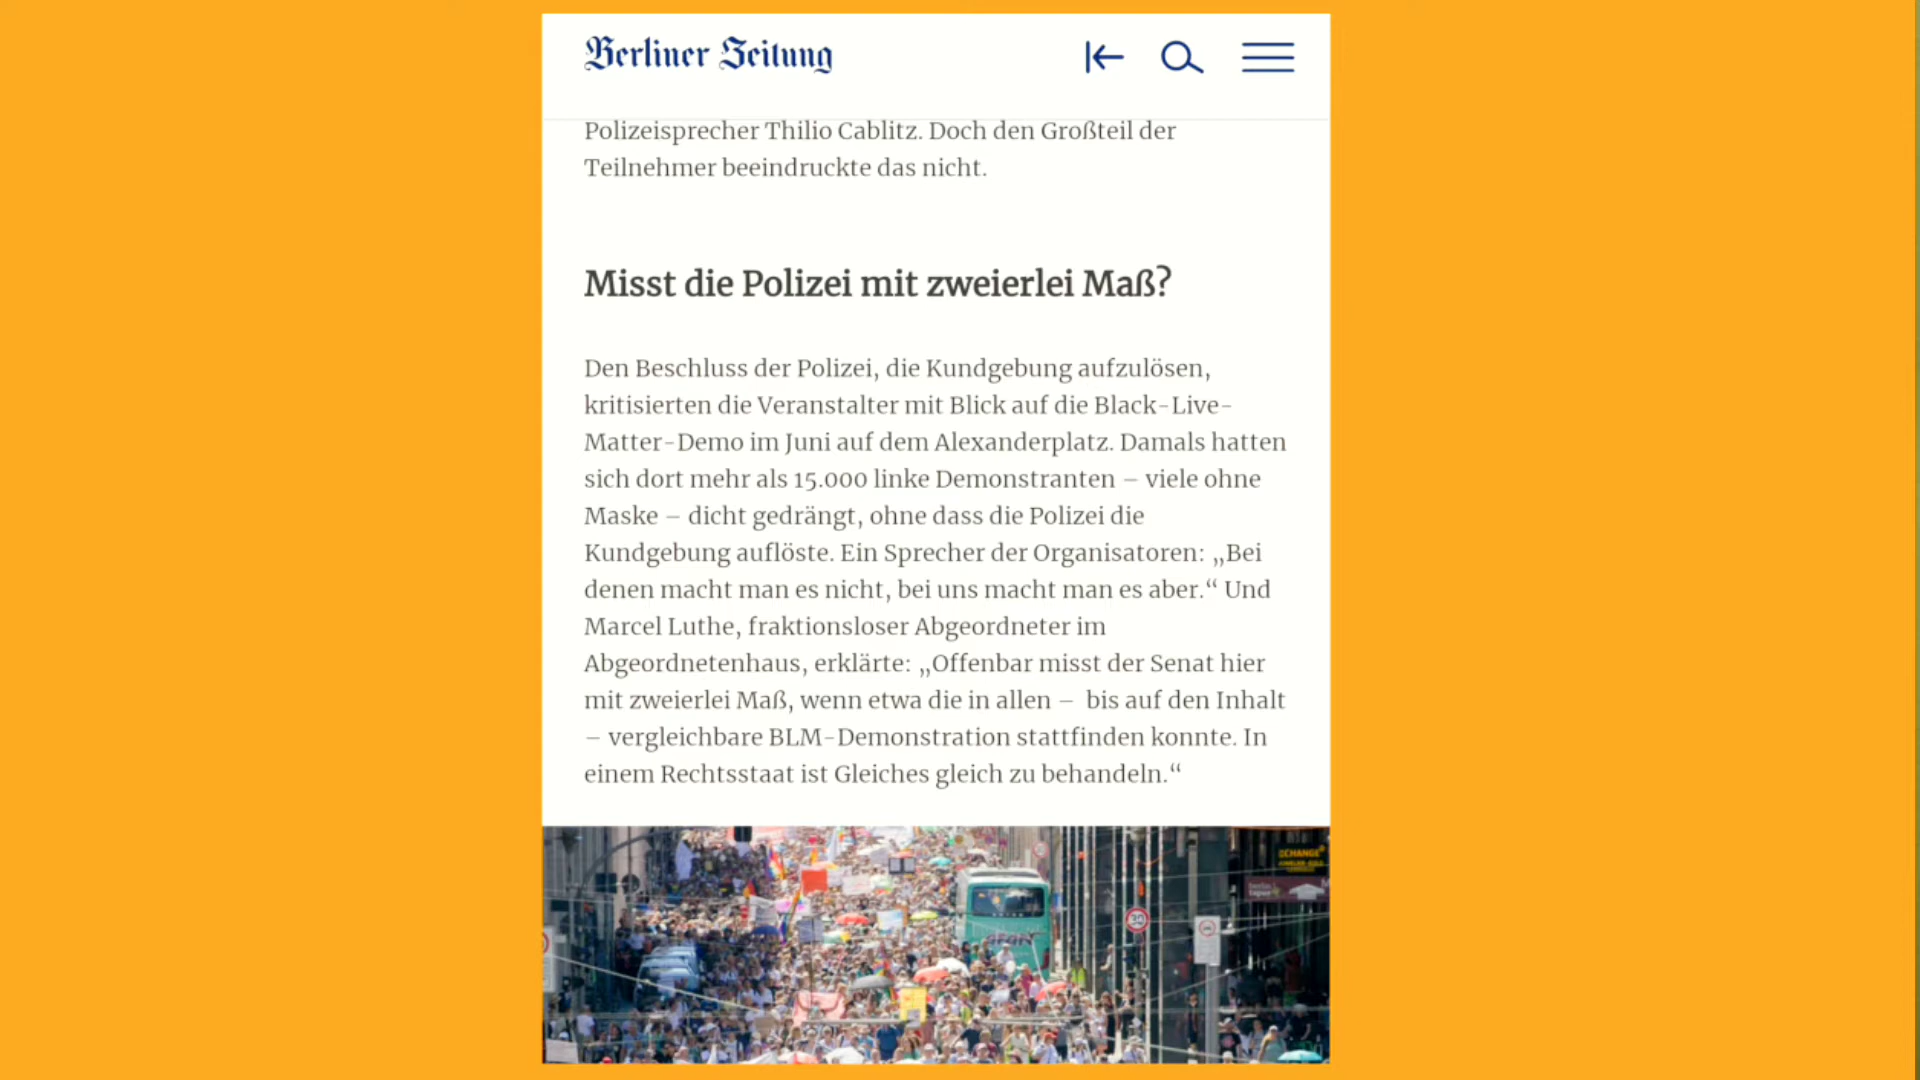 Berliner Zeitung
Polizeisprecher Thilio Cablitz. Doch den Großteil der
Teilnehmer beeindruckte das nicht.
Misst die Polizei mit zweierlei Maß?
Den Beschluss der Polizei, die Kundgebung aufzulösen,
kritisierten die Veranstalter mit Blick auf die Black-Live-
Matter-Demo im Juni auf dem Alexanderplatz. Damals hatten
sich dort mehr als 15.000 linke Demonstranten – viele ohne
Maske – dicht gedrängt, ohne dass die Polizei die
Kundgebung auflöste. Ein Sprecher der Organisatoren: „Bei
denen macht man es nicht, bei uns macht man es aber.“ Und
Marcel Luthe, fraktionsloser Abgeordneter im
Abgeordnetenhaus, erklärte: „Offenbar misst der Senat hier
mit zweierlei Maß, wenn etwa die in allen – bis auf den Inhalt
– vergleichbare BLM-Demonstration stattfinden konnte. In
einem Rechtsstaat ist Gleiches gleich zu behandeln.“
30